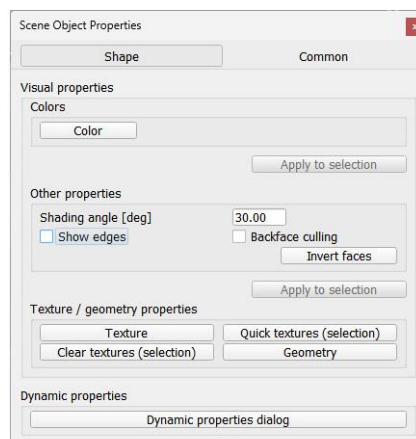 Scene Object Properties
Shape Common
Visual properties
Colors
Color
Apply to selection
Other properties
Shading angle [deg] 30.00
Show edges Backface culling
Invert faces
Apply to selection
Texture / geometry properties
Texture Quick textures (selection)
Clear textures (selection) Geometry
Dynamic properties
Dynamic properties dialog